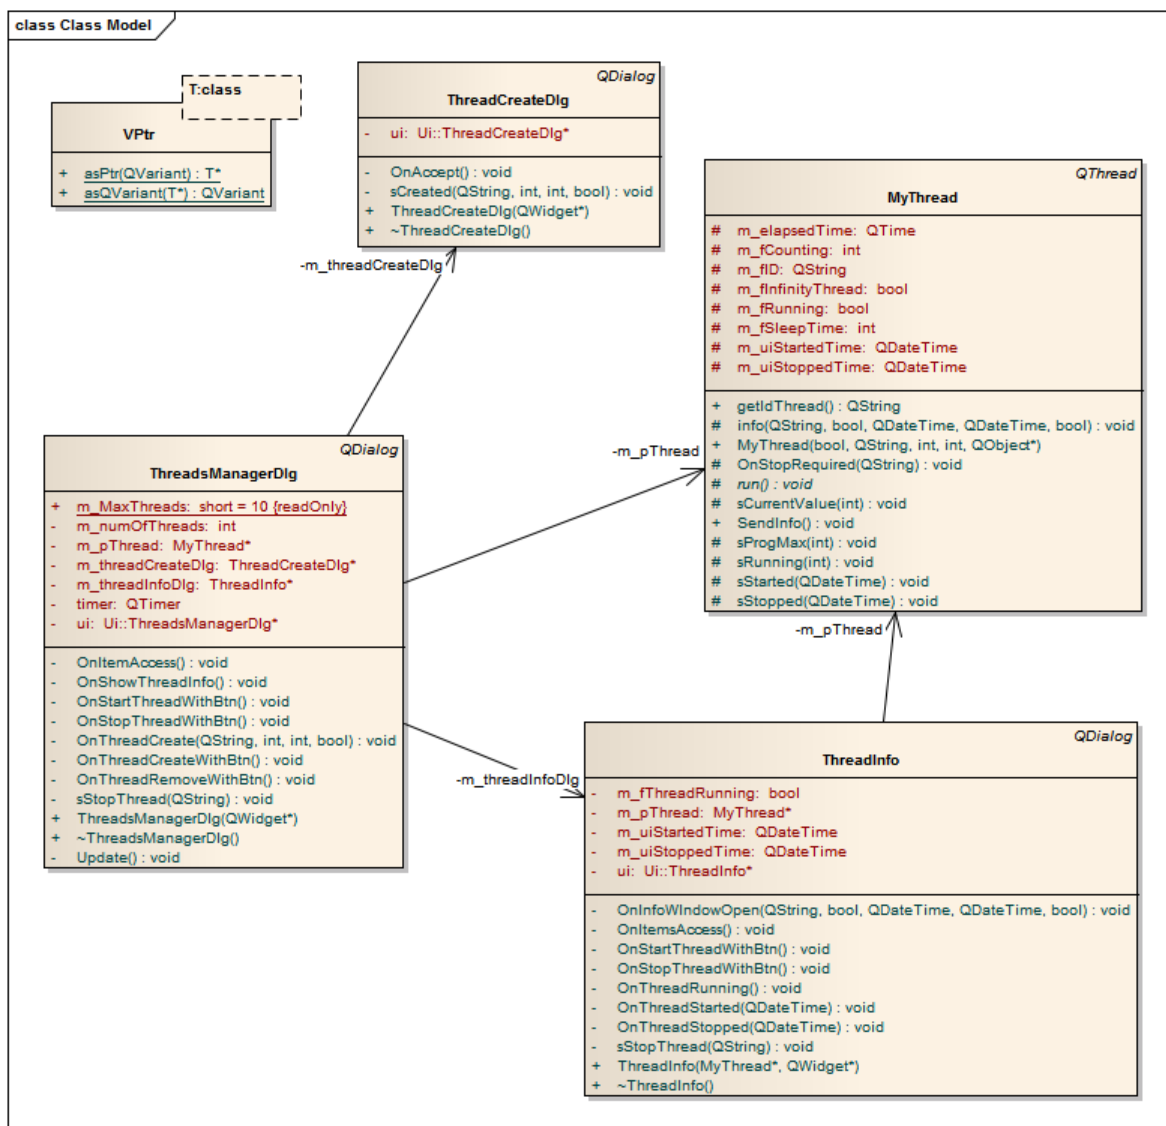 class Class Model
T:class
VPtr
+ asPtr(QVariant) : T*
+ asQVariant(T*) : QVariant
QDialog
ThreadCreateDlg
- ui: Ui::ThreadCreateDlg*
- OnAccept() : void
- sCreated(QString, int, int, bool) : void
+ ThreadCreateDlg(QWidget*)
+ ~ThreadCreateDlg()
-m_threadCreateDlg
QThread
MyThread
# m_elapsedTime: QTime
# m_fCounting: int
# m_fID: QString
# m_fInfinityThread: bool
# m_fRunning: bool
# m_fSleepTime: int
# m_uiStartedTime: QDateTime
# m_uiStoppedTime: QDateTime
+ getIdThread() : QString
# info(QString, bool, QDateTime, QDateTime, bool) : void
+ MyThread(bool, QString, int, int, QObject*)
# OnStopRequired(QString) : void
# run() : void
# sCurrentValue(int) : void
+ SendInfo() : void
# sProgMax(int) : void
# sRunning(int) : void
# sStarted(QDateTime) : void
# sStopped(QDateTime) : void
-m_pThread
QDialog
ThreadsManagerDlg
+ m_MaxThreads: short = 10 {readOnly}
- m_numOfThreads: int
- m_pThread: MyThread*
- m_threadCreateDlg: ThreadCreateDlg*
- m_threadInfoDlg: ThreadInfo*
- timer: QTimer
- ui: Ui::ThreadsManagerDlg*
- OnItemAccess() : void
- OnShowThreadInfo() : void
- OnStartThreadWithBtn() : void
- OnStopThreadWithBtn() : void
- OnThreadCreate(QString, int, int, bool) : void
- OnThreadCreateWithBtn() : void
- OnThreadRemoveWithBtn() : void
- sStopThread(QString) : void
+ ThreadsManagerDlg(QWidget*)
+ ~ThreadsManagerDlg()
- Update() : void
-m_pThread
-m_threadInfoDlg
QDialog
ThreadInfo
- m_fThreadRunning: bool
- m_pThread: MyThread*
- m_uiStartedTime: QDateTime
- m_uiStoppedTime: QDateTime
- ui: Ui::ThreadInfo*
- OnInfoWIndowOpen(QString, bool, QDateTime, QDateTime, bool) : void
- OnItemsAccess() : void
- OnStartThreadWithBtn() : void
- OnStopThreadWithBtn() : void
- OnThreadRunning() : void
- OnThreadStarted(QDateTime) : void
- OnThreadStopped(QDateTime) : void
- sStopThread(QString) : void
+ ThreadInfo(MyThread*, QWidget*)
+ ~ThreadInfo()